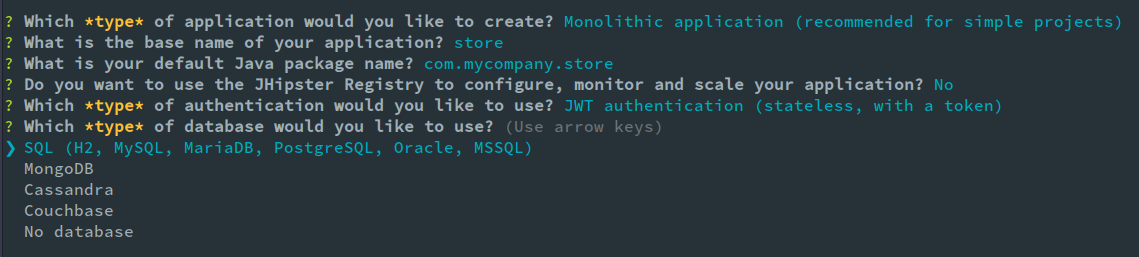 ? Which *type* of application would you like to create? Monolithic application (recommended for simple projects)
? What is the base name of your application? store
? What is your default Java package name? com.mycompany.store
? Do you want to use the JHipster Registry to configure, monitor and scale your application? No
? Which *type* of authentication would you like to use? JWT authentication (stateless, with a token)
? Which *type* of database would you like to use? (Use arrow keys)
❯ SQL (H2, MySQL, MariaDB, PostgreSQL, Oracle, MSSQL)
MongoDB
Cassandra
Couchbase
No database